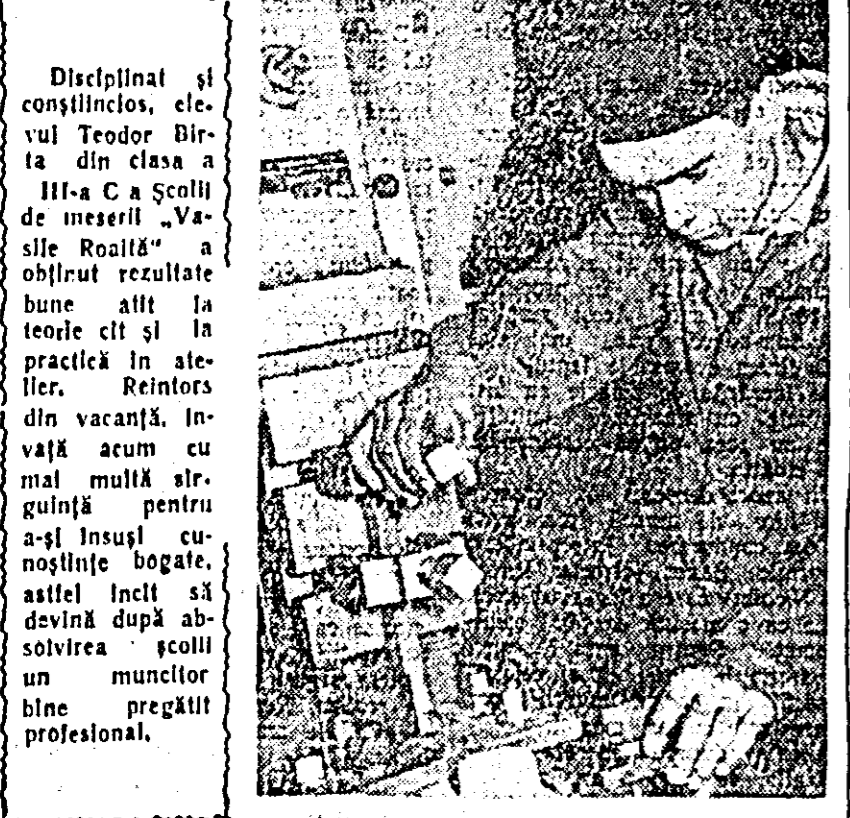 Disciplinat și
conștiincios, ele-
vul Teodor Bir-
ta din clasa a
III-a C a Școlii
de meserii „Va-
sile Roaită" a
obținut rezultate
bune atît la
teorie cît și la
practică în ate-
lier. Reîntors
din vacanță, în-
vață acum cu
mai multă sîr-
guință pentru
a-și însuși cu-
noștințe bogate,
astfel încît să
devină după ab-
solvirea școlii
un muncitor
bine pregătit
profesional.